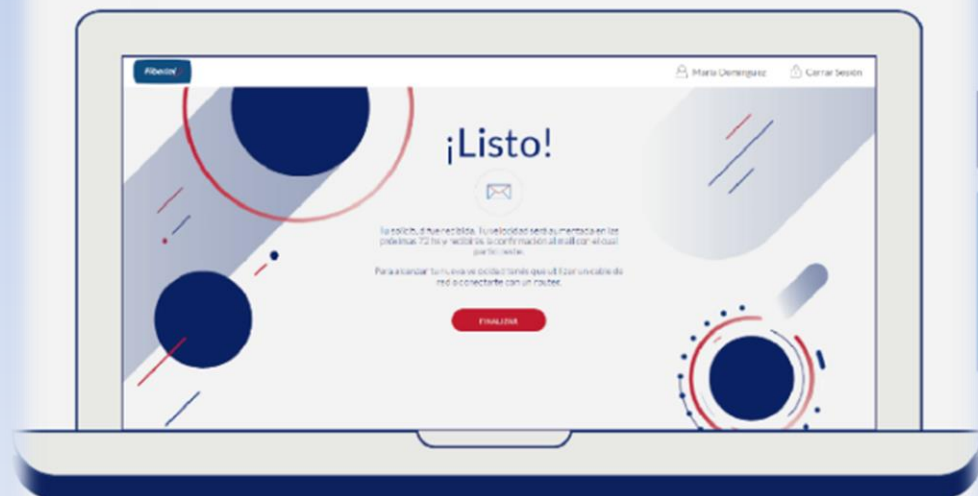 Fibertel
María Domínguez
Cerrar Sesión
¡Listo!
Tu solicitud fue recibida. Tu velocidad será aumentada en las
próximas 72 hs y recibirás la confirmación al mail con el cual
participaste.
Para alcanzar tu nueva velocidad tenés que utilizar un cable de
red o conectarte con un router.
FINALIZAR